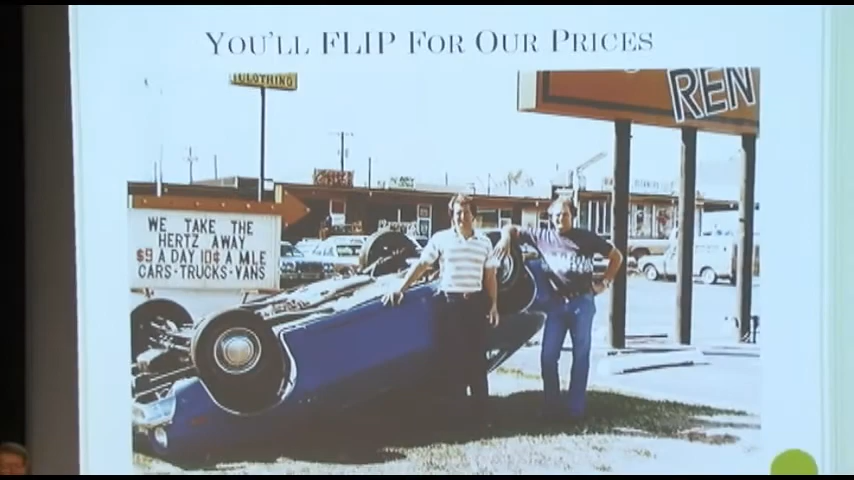 YOU'LL FLIP FOR OUR PRICES
CLOTHING
REN
WE TAKE THE
HERTZ AWAY
$9 A DAY 10¢ A MILE
CARS·TRUCKS·VANS